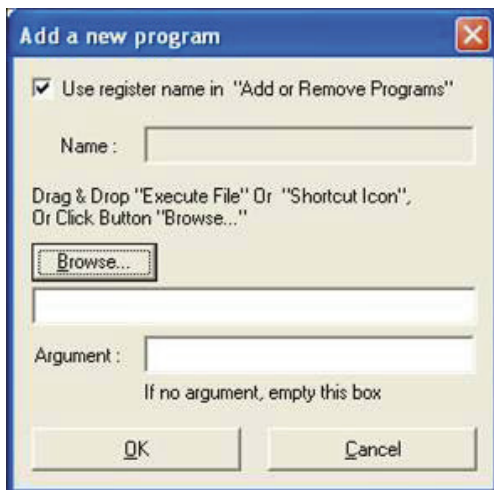 Add a new program
Use register name in "Add or Remove Programs"
Name :
Drag & Drop "Execute File" Or "Shortcut Icon",
Or Click Button "Browse..."
Browse...
Argument :
If no argument, empty this box
OK
Cancel